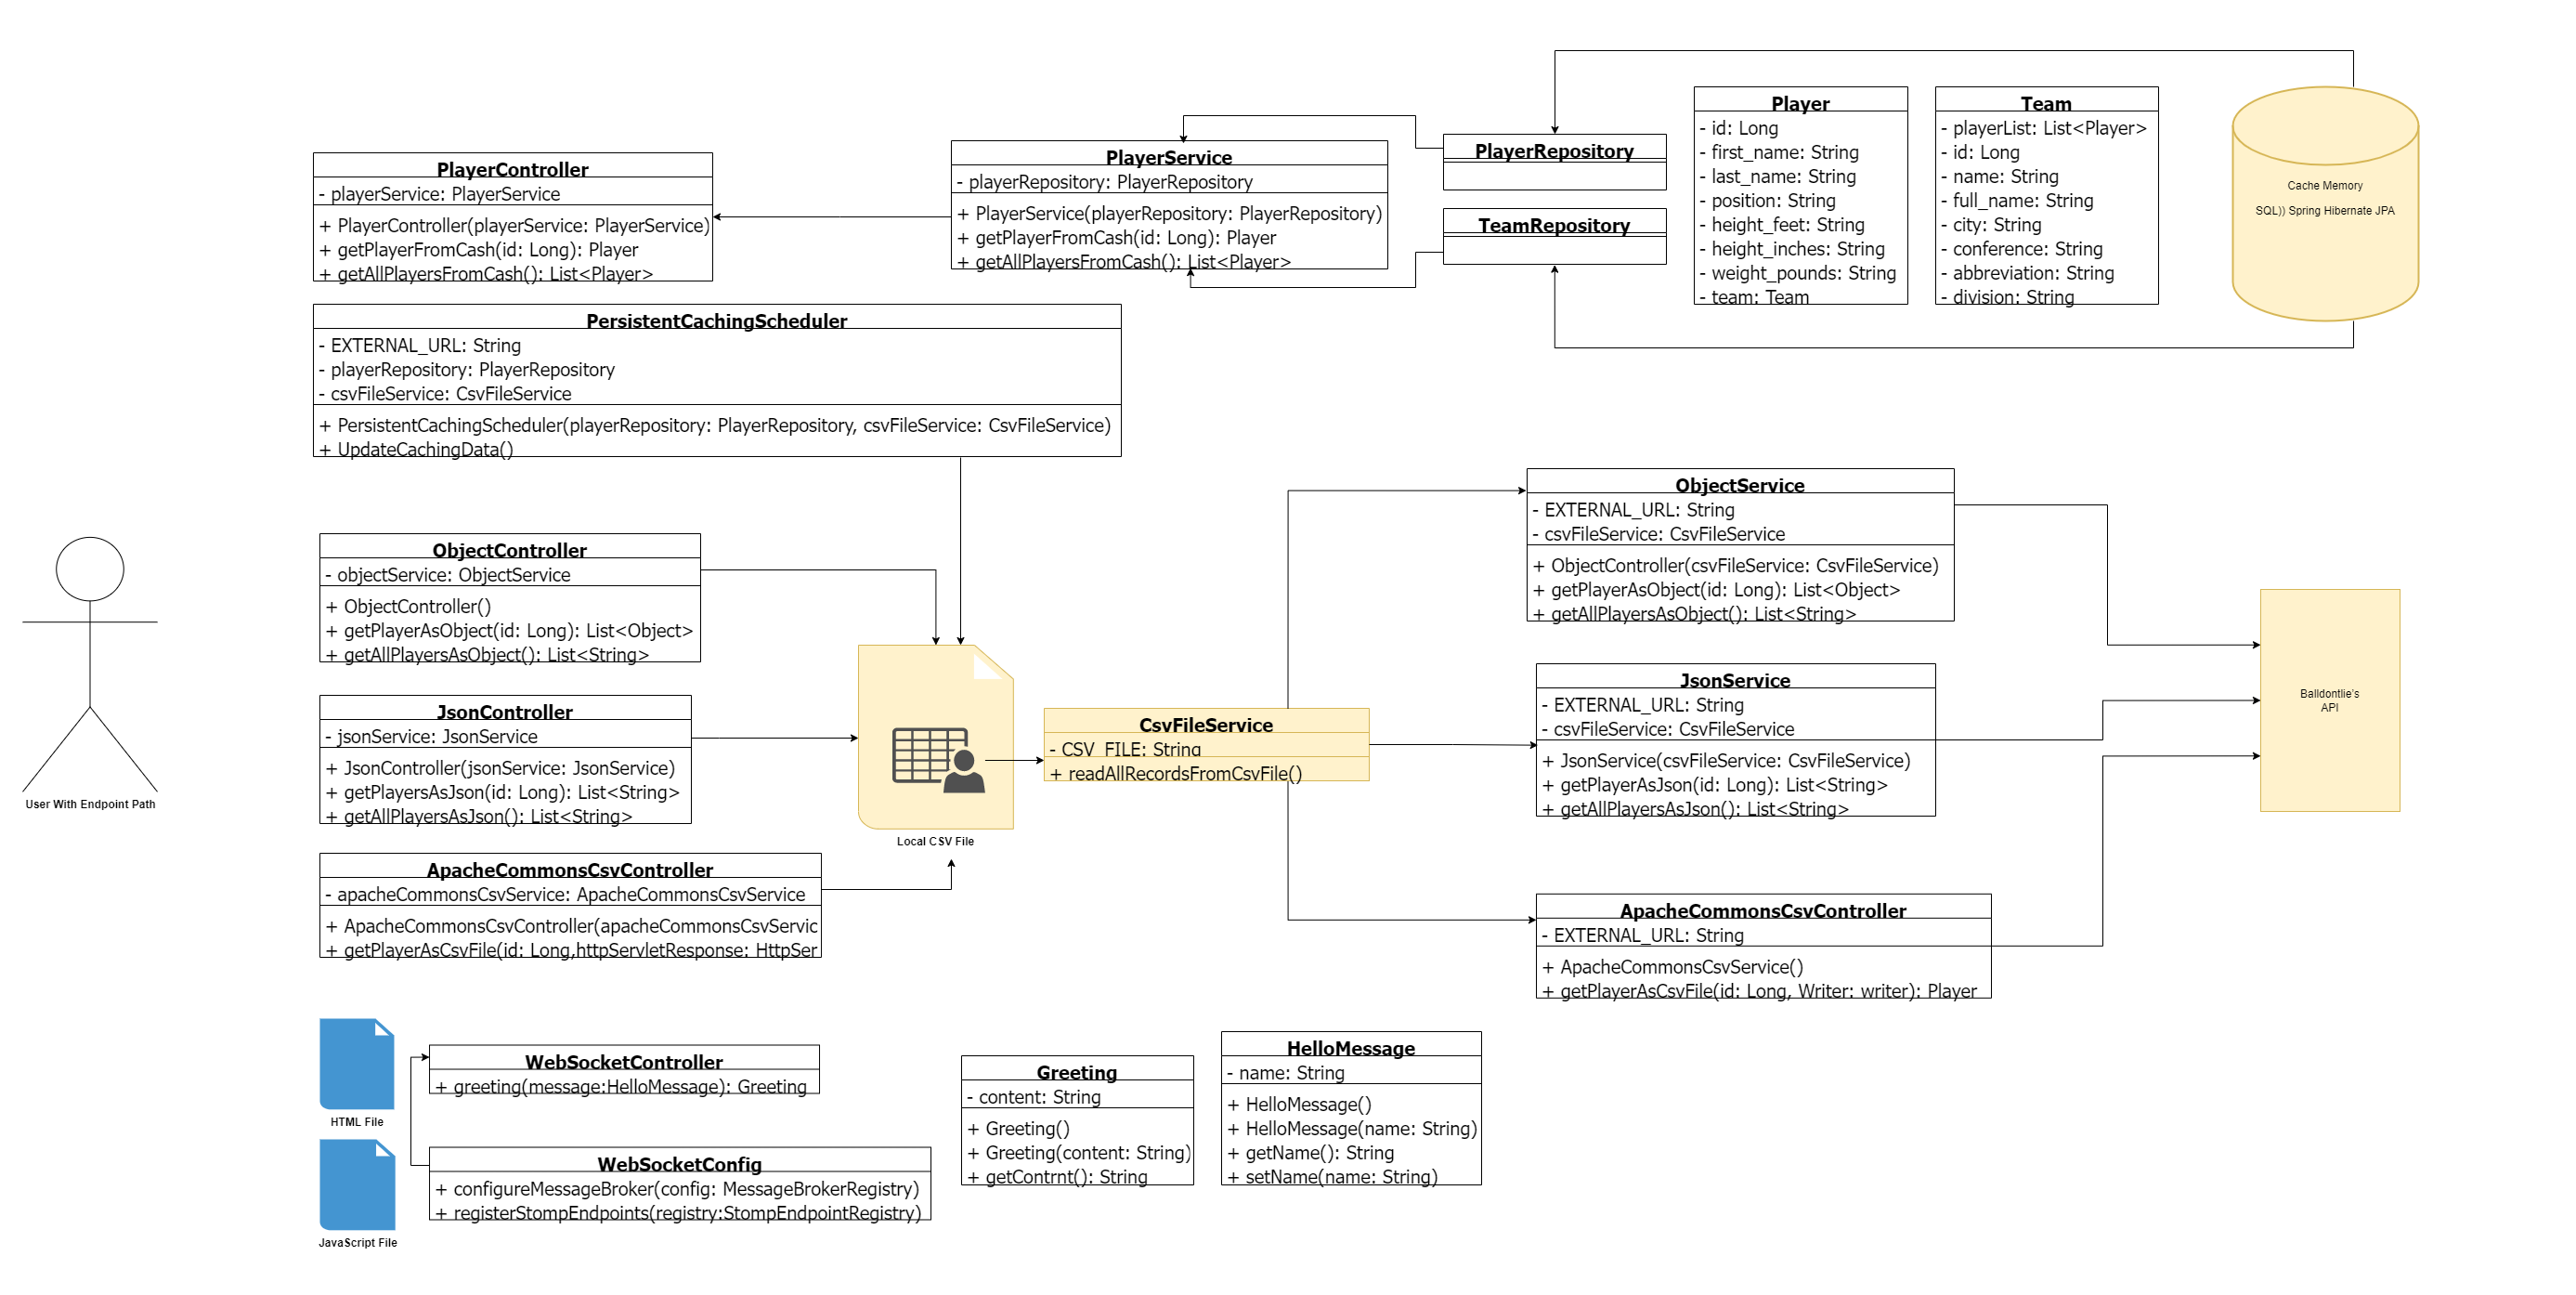 PlayerController
- playerService: PlayerService
+ PlayerController(playerService: PlayerService)
+ getPlayerFromCash(id: Long): Player
+ getAllPlayersFromCash(): List<Player>
PlayerService
- playerRepository: PlayerRepository
+ PlayerService(playerRepository: PlayerRepository)
+ getPlayerFromCash(id: Long): Player
+ getAllPlayersFromCash(): List<Player>
PlayerRepository
TeamRepository
Player
- id: Long
- first_name: String
- last_name: String
- position: String
- height_feet: String
- height_inches: String
- weight_pounds: String
- team: Team
Team
- playerList: List<Player>
- id: Long
- name: String
- full_name: String
- city: String
- conference: String
- abbreviation: String
- division: String
Cache Memory
SQL)) Spring Hibernate JPA
PersistentCachingScheduler
- EXTERNAL_URL: String
- playerRepository: PlayerRepository
- csvFileService: CsvFileService
+ PersistentCachingScheduler(playerRepository: PlayerRepository, csvFileService: CsvFileService)
+ UpdateCachingData()
User With Endpoint Path
ObjectController
- objectService: ObjectService
+ ObjectController()
+ getPlayerAsObject(id: Long): List<Object>
+ getAllPlayersAsObject(): List<String>
JsonController
- jsonService: JsonService
+ JsonController(jsonService: JsonService)
+ getPlayersAsJson(id: Long): List<String>
+ getAllPlayersAsJson(): List<String>
ApacheCommonsCsvController
- apacheCommonsCsvService: ApacheCommonsCsvService
+ ApacheCommonsCsvController(apacheCommonsCsvServic
+ getPlayerAsCsvFile(id: Long,httpServletResponse: HttpSer
Local CSV File
CsvFileService
- CSV_FILE: String
+ readAllRecordsFromCsvFile()
ObjectService
- EXTERNAL_URL: String
- csvFileService: CsvFileService
+ ObjectController(csvFileService: CsvFileService)
+ getPlayerAsObject(id: Long): List<Object>
+ getAllPlayersAsObject(): List<String>
JsonService
- EXTERNAL_URL: String
- csvFileService: CsvFileService
+ JsonService(csvFileService: CsvFileService)
+ getPlayerAsJson(id: Long): List<String>
+ getAllPlayersAsJson(): List<String>
ApacheCommonsCsvController
- EXTERNAL_URL: String
+ ApacheCommonsCsvService()
+ getPlayerAsCsvFile(id: Long, Writer: writer): Player
Balldontlie's
API
HTML File
JavaScript File
WebSocketController
+ greeting(message:HelloMessage): Greeting
WebSocketConfig
+ configureMessageBroker(config: MessageBrokerRegistry)
+ registerStompEndpoints(registry:StompEndpointRegistry)
Greeting
- content: String
+ Greeting()
+ Greeting(content: String)
+ getContrnt(): String
HelloMessage
- name: String
+ HelloMessage()
+ HelloMessage(name: String)
+ getName(): String
+ setName(name: String)